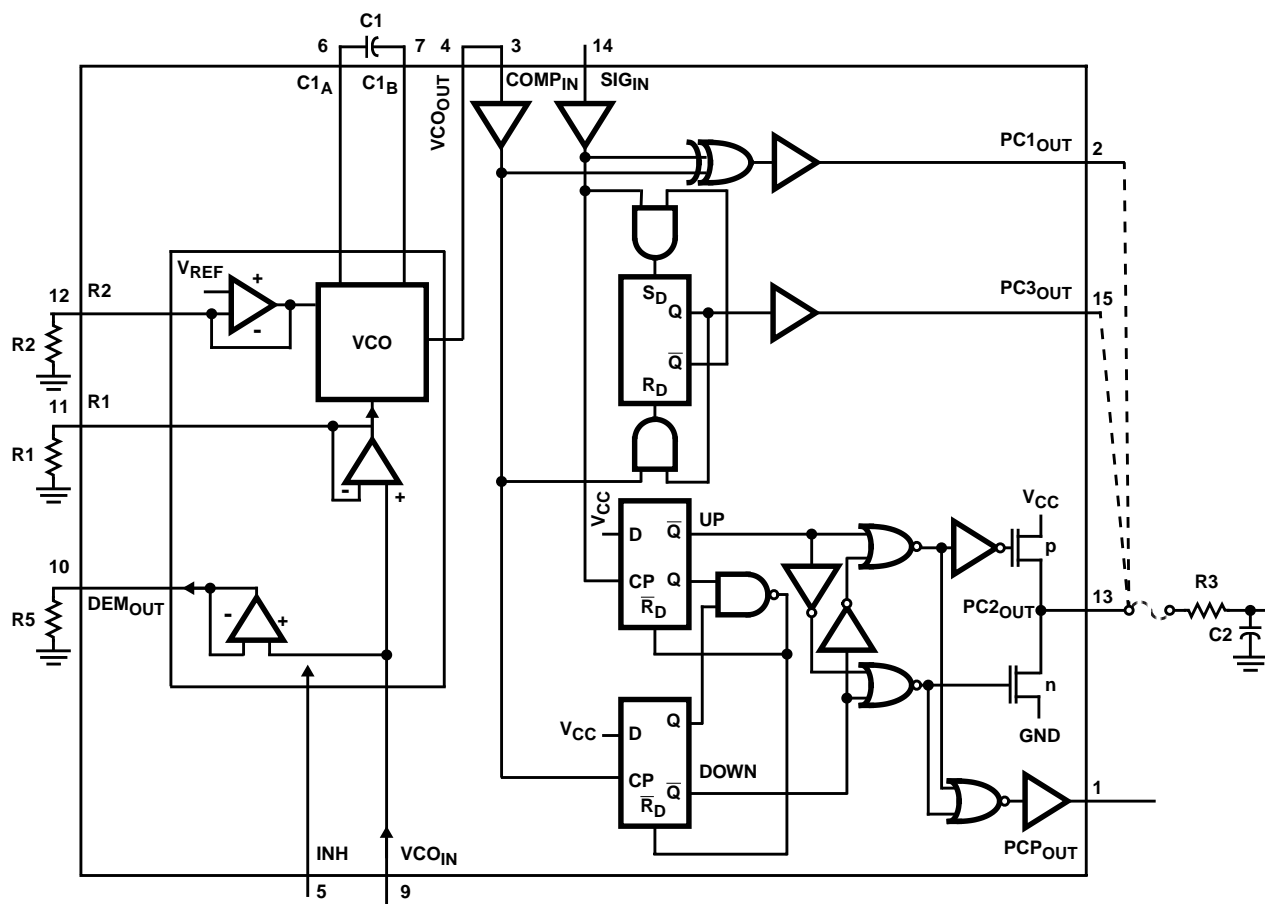 C1
6 7 4 3 14
C1A C1B VCOOUT COMPIN SIGIN
PC1OUT 2
VREF
+
-
12 R2
R2
VCO
SD
Q
Q̅
RD
PC3OUT 15
11 R1
R1
- +
VCC
D Q̅ UP
Q
CP
R̅D
VCC
p
10
DEMOUT
R5
- +
PC2OUT 13
R3
C2
n
GND
VCC D Q
CP
R̅D Q̅ DOWN
1
PCPOUT
INH VCOIN
5 9